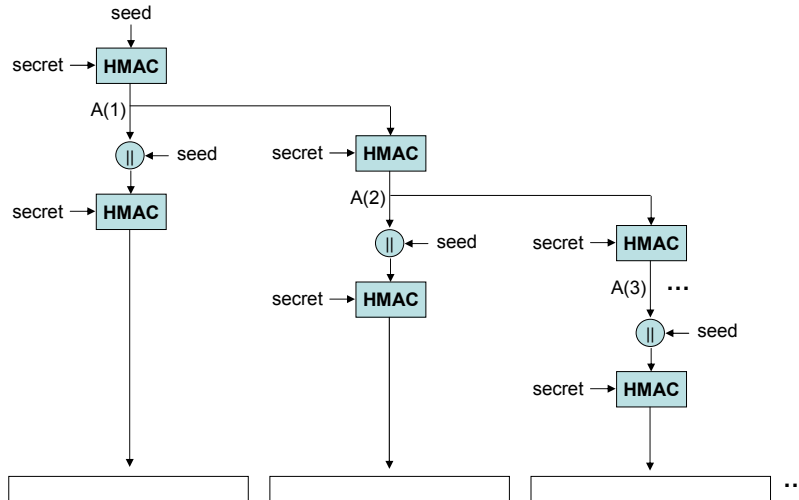 seed
secret HMAC
A(1)
|| seed
secret HMAC
secret HMAC
A(2)
|| seed
secret HMAC
secret HMAC
A(3) ...
|| seed
secret HMAC
...